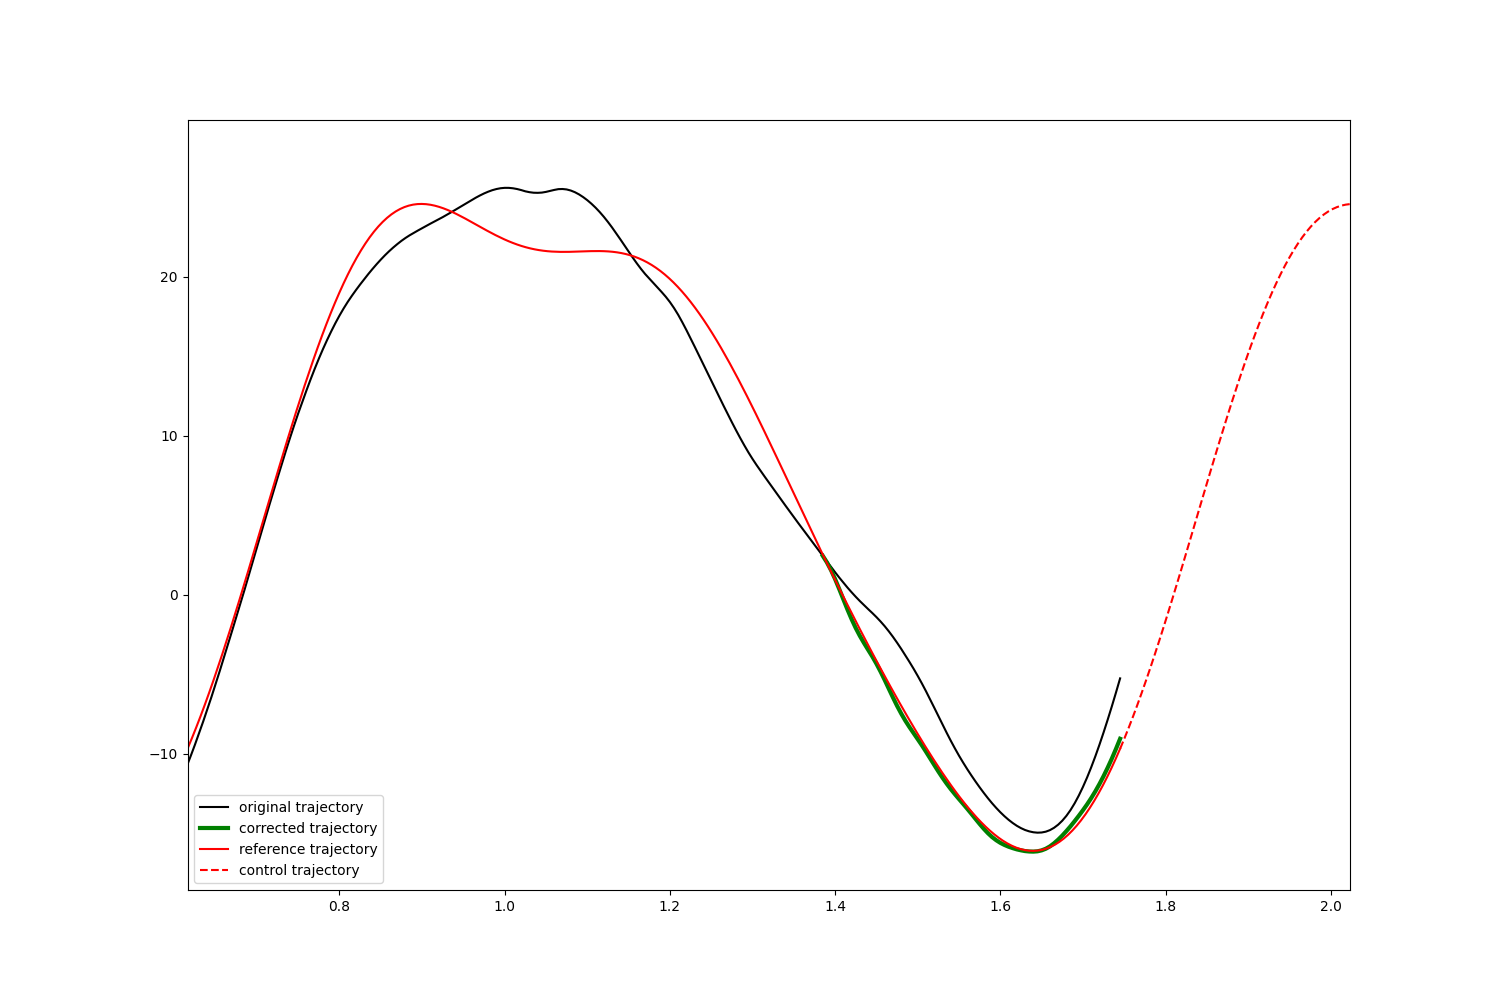 20
10
0
−10
original trajectory
corrected trajectory
reference trajectory
control trajectory
0.8 1.0 1.2 1.4 1.6 1.8 2.0